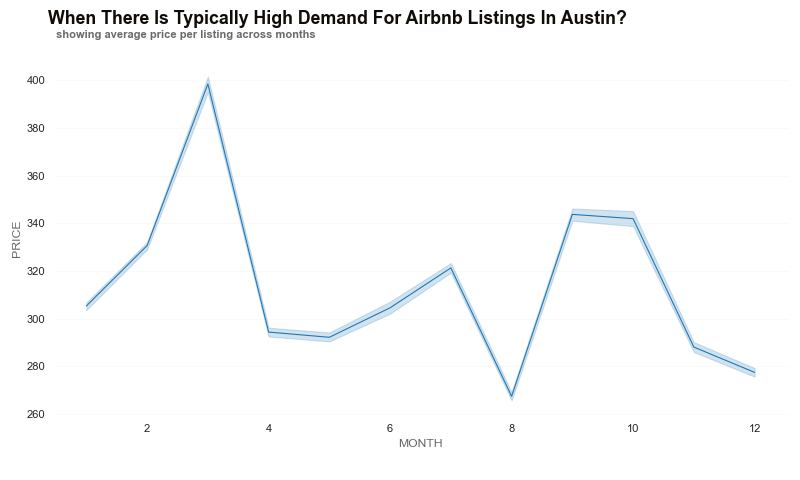 When There Is Typically High Demand For Airbnb Listings In Austin?
showing average price per listing across months
400
380
360
340
320
300
280
260
PRICE
2 4 6 8 10 12
MONTH